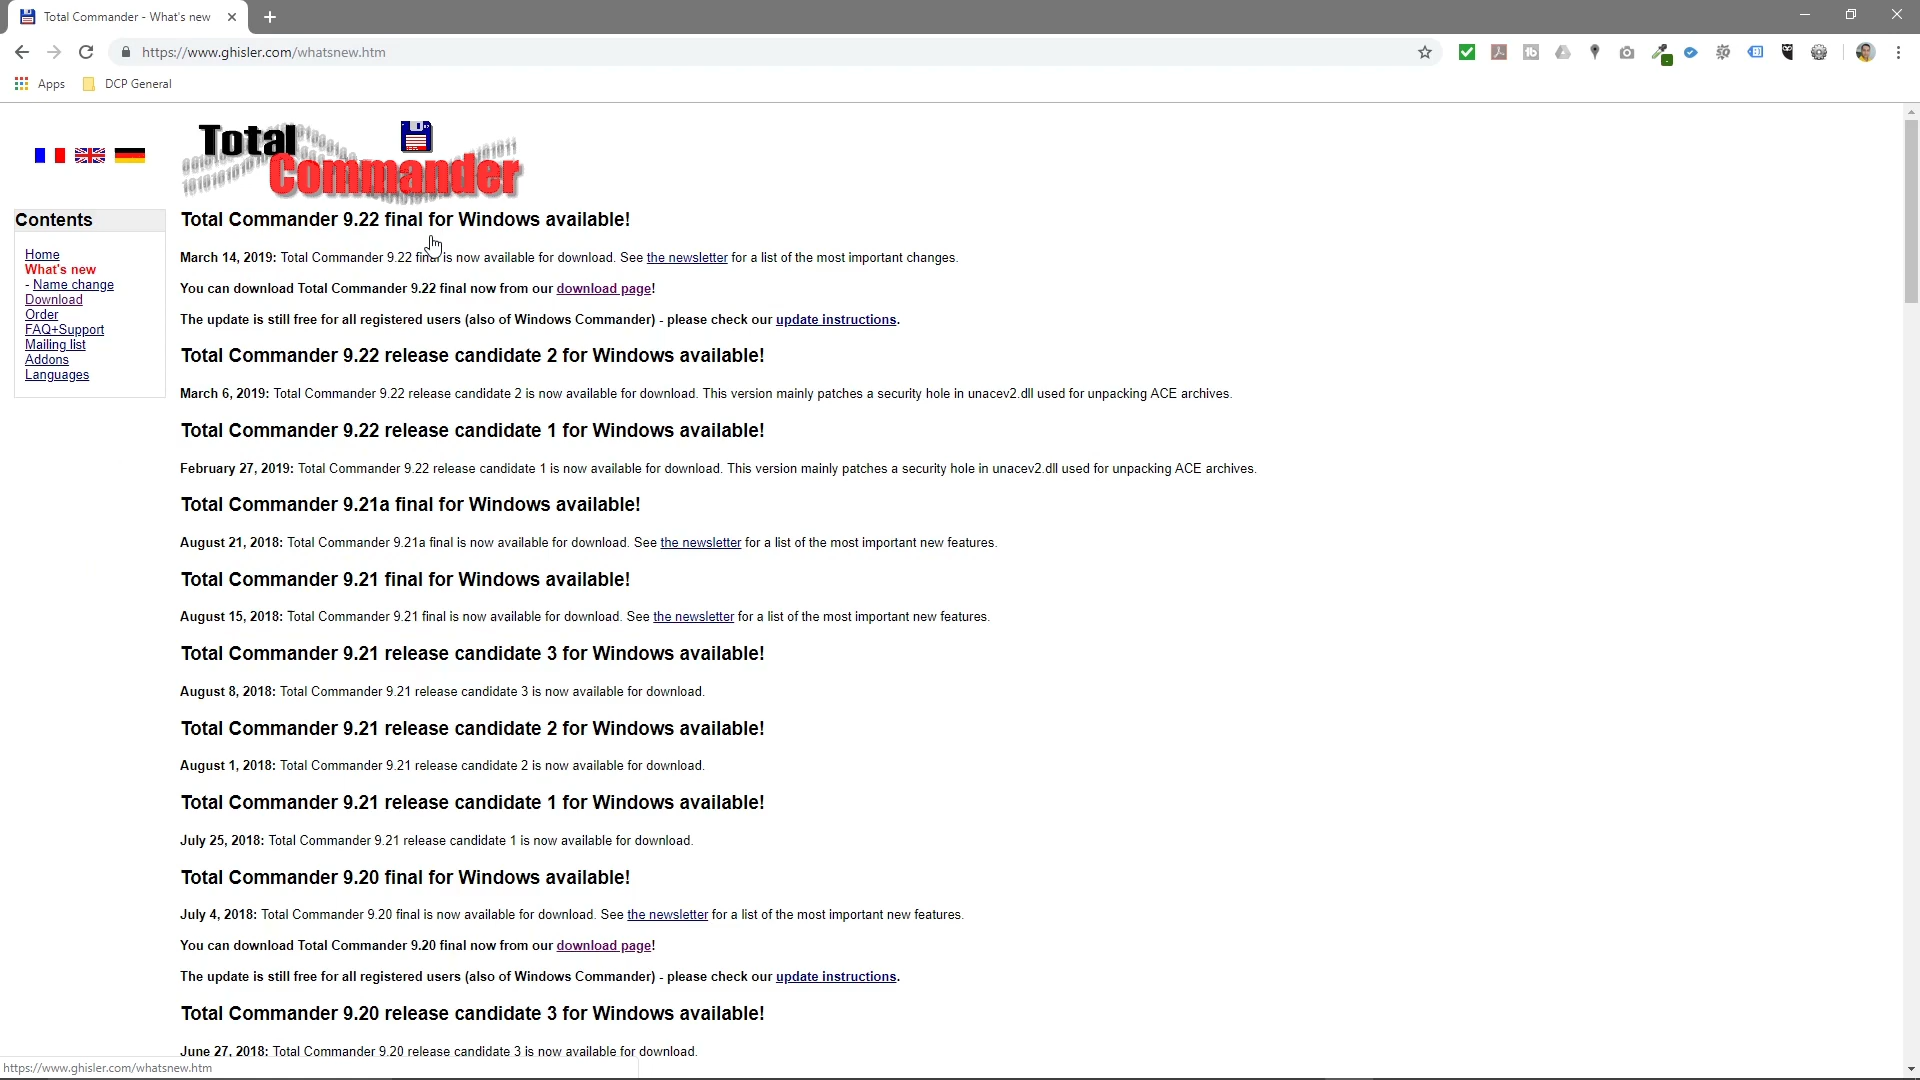 Total Commander - What's new
https://www.ghisler.com/whatsnew.htm
Apps
DCP General
Total
Commander
Contents
Home
What's new
- Name change
Download
Order
FAQ+Support
Mailing list
Addons
Languages
Total Commander 9.22 final for Windows available!
March 14, 2019: Total Commander 9.22 final is now available for download. See the newsletter for a list of the most important changes.
You can download Total Commander 9.22 final now from our download page!
The update is still free for all registered users (also of Windows Commander) - please check our update instructions.
Total Commander 9.22 release candidate 2 for Windows available!
March 6, 2019: Total Commander 9.22 release candidate 2 is now available for download. This version mainly patches a security hole in unacev2.dll used for unpacking ACE archives.
Total Commander 9.22 release candidate 1 for Windows available!
February 27, 2019: Total Commander 9.22 release candidate 1 is now available for download. This version mainly patches a security hole in unacev2.dll used for unpacking ACE archives.
Total Commander 9.21a final for Windows available!
August 21, 2018: Total Commander 9.21a final is now available for download. See the newsletter for a list of the most important new features.
Total Commander 9.21 final for Windows available!
August 15, 2018: Total Commander 9.21 final is now available for download. See the newsletter for a list of the most important new features.
Total Commander 9.21 release candidate 3 for Windows available!
August 8, 2018: Total Commander 9.21 release candidate 3 is now available for download.
Total Commander 9.21 release candidate 2 for Windows available!
August 1, 2018: Total Commander 9.21 release candidate 2 is now available for download.
Total Commander 9.21 release candidate 1 for Windows available!
July 25, 2018: Total Commander 9.21 release candidate 1 is now available for download.
Total Commander 9.20 final for Windows available!
July 4, 2018: Total Commander 9.20 final is now available for download. See the newsletter for a list of the most important new features.
You can download Total Commander 9.20 final now from our download page!
The update is still free for all registered users (also of Windows Commander) - please check our update instructions.
Total Commander 9.20 release candidate 3 for Windows available!
June 27, 2018: Total Commander 9.20 release candidate 3 is now available for download.
https://www.ghisler.com/whatsnew.htm